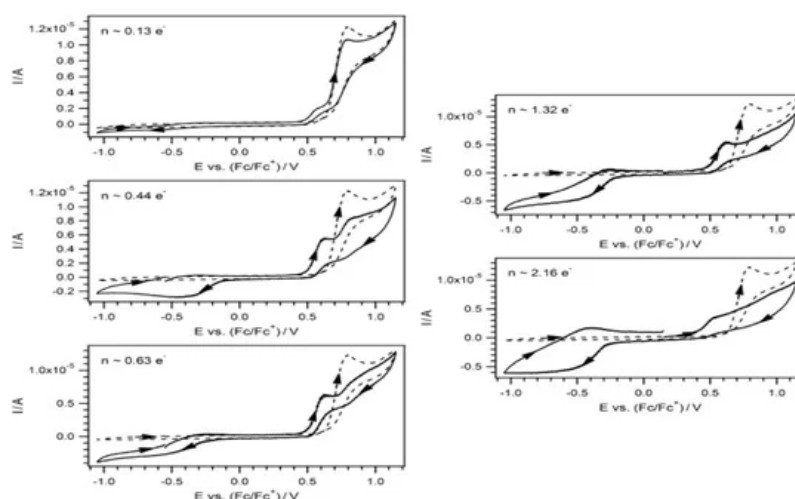 n ~ 0.13 e⁻
I/A
1.2x10⁻⁵
1.0
0.8
0.6
0.4
0.2
0.0
-1.0 -0.5 0.0 0.5 1.0
E vs. (Fc/Fc⁺) / V
n ~ 0.44 e⁻
I/A
1.2x10⁻⁵
1.0
0.8
0.6
0.4
0.2
0.0
-0.2
-1.0 -0.5 0.0 0.5 1.0
E vs. (Fc/Fc⁺) / V
n ~ 0.63 e⁻
I/A
1.0x10⁻⁵
0.5
0.0
-1.0 -0.5 0.0 0.5 1.0
E vs. (Fc/Fc⁺) / V
n ~ 1.32 e⁻
I/A
1.0x10⁻⁵
0.5
0.0
-0.5
-1.0 -0.5 0.0 0.5 1.0
E vs. (Fc/Fc⁺) / V
n ~ 2.16 e⁻
I/A
1.0x10⁻⁵
0.5
0.0
-0.5
-1.0 -0.5 0.0 0.5 1.0
E vs. (Fc/Fc⁺) / V